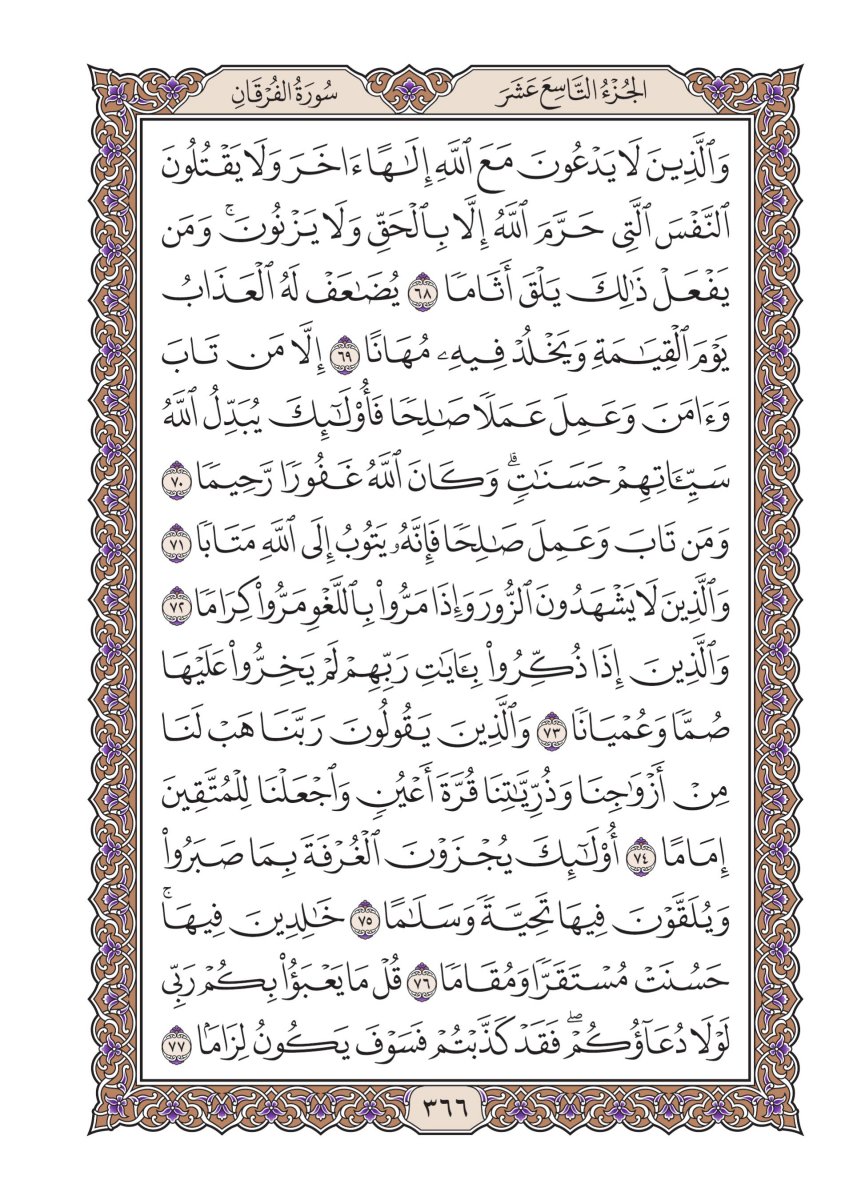 الجُزْءُ التَّاسِعَ عَشَرَ
سُورَةُ الفُرْقَانِ
وَٱلَّذِينَ لَا يَدْعُونَ مَعَ ٱللَّهِ إِلَٰهًا ءَاخَرَ وَلَا يَقْتُلُونَ
ٱلنَّفْسَ ٱلَّتِي حَرَّمَ ٱللَّهُ إِلَّا بِٱلْحَقِّ وَلَا يَزْنُونَۚ وَمَن
يَفْعَلْ ذَٰلِكَ يَلْقَ أَثَامٗا ٦٨ يُضَٰعَفْ لَهُ ٱلْعَذَابُ
يَوْمَ ٱلْقِيَٰمَةِ وَيَخْلُدْ فِيهِۦ مُهَانًا ٦٩ إِلَّا مَن تَابَ
وَءَامَنَ وَعَمِلَ عَمَلٗا صَٰلِحٗا فَأُوْلَٰٓئِكَ يُبَدِّلُ ٱللَّهُ
سَيِّـَٔاتِهِمْ حَسَنَٰتٖۗ وَكَانَ ٱللَّهُ غَفُورٗا رَّحِيمٗا ٧٠
وَمَن تَابَ وَعَمِلَ صَٰلِحٗا فَإِنَّهُۥ يَتُوبُ إِلَى ٱللَّهِ مَتَابٗا ٧١
وَٱلَّذِينَ لَا يَشْهَدُونَ ٱلزُّورَ وَإِذَا مَرُّواْ بِٱللَّغْوِ مَرُّواْ كِرَامٗا ٧٢
وَٱلَّذِينَ إِذَا ذُكِّرُواْ بِـَٔايَٰتِ رَبِّهِمْ لَمْ يَخِرُّواْ عَلَيْهَا
صُمّٗا وَعُمْيَانٗا ٧٣ وَٱلَّذِينَ يَقُولُونَ رَبَّنَا هَبْ لَنَا
مِنْ أَزْوَٰجِنَا وَذُرِّيَّٰتِنَا قُرَّةَ أَعْيُنٖ وَٱجْعَلْنَا لِلْمُتَّقِينَ
إِمَامًا ٧٤ أُوْلَٰٓئِكَ يُجْزَوْنَ ٱلْغُرْفَةَ بِمَا صَبَرُواْ
وَيُلَقَّوْنَ فِيهَا تَحِيَّةٗ وَسَلَٰمًا ٧٥ خَٰلِدِينَ فِيهَاۚ
حَسُنَتْ مُسْتَقَرّٗا وَمُقَامٗا ٧٦ قُلْ مَا يَعْبَؤُاْ بِكُمْ رَبِّي
لَوْلَا دُعَآؤُكُمْۖ فَقَدْ كَذَّبْتُمْ فَسَوْفَ يَكُونُ لِزَامَۢا ٧٧
٣٦٦